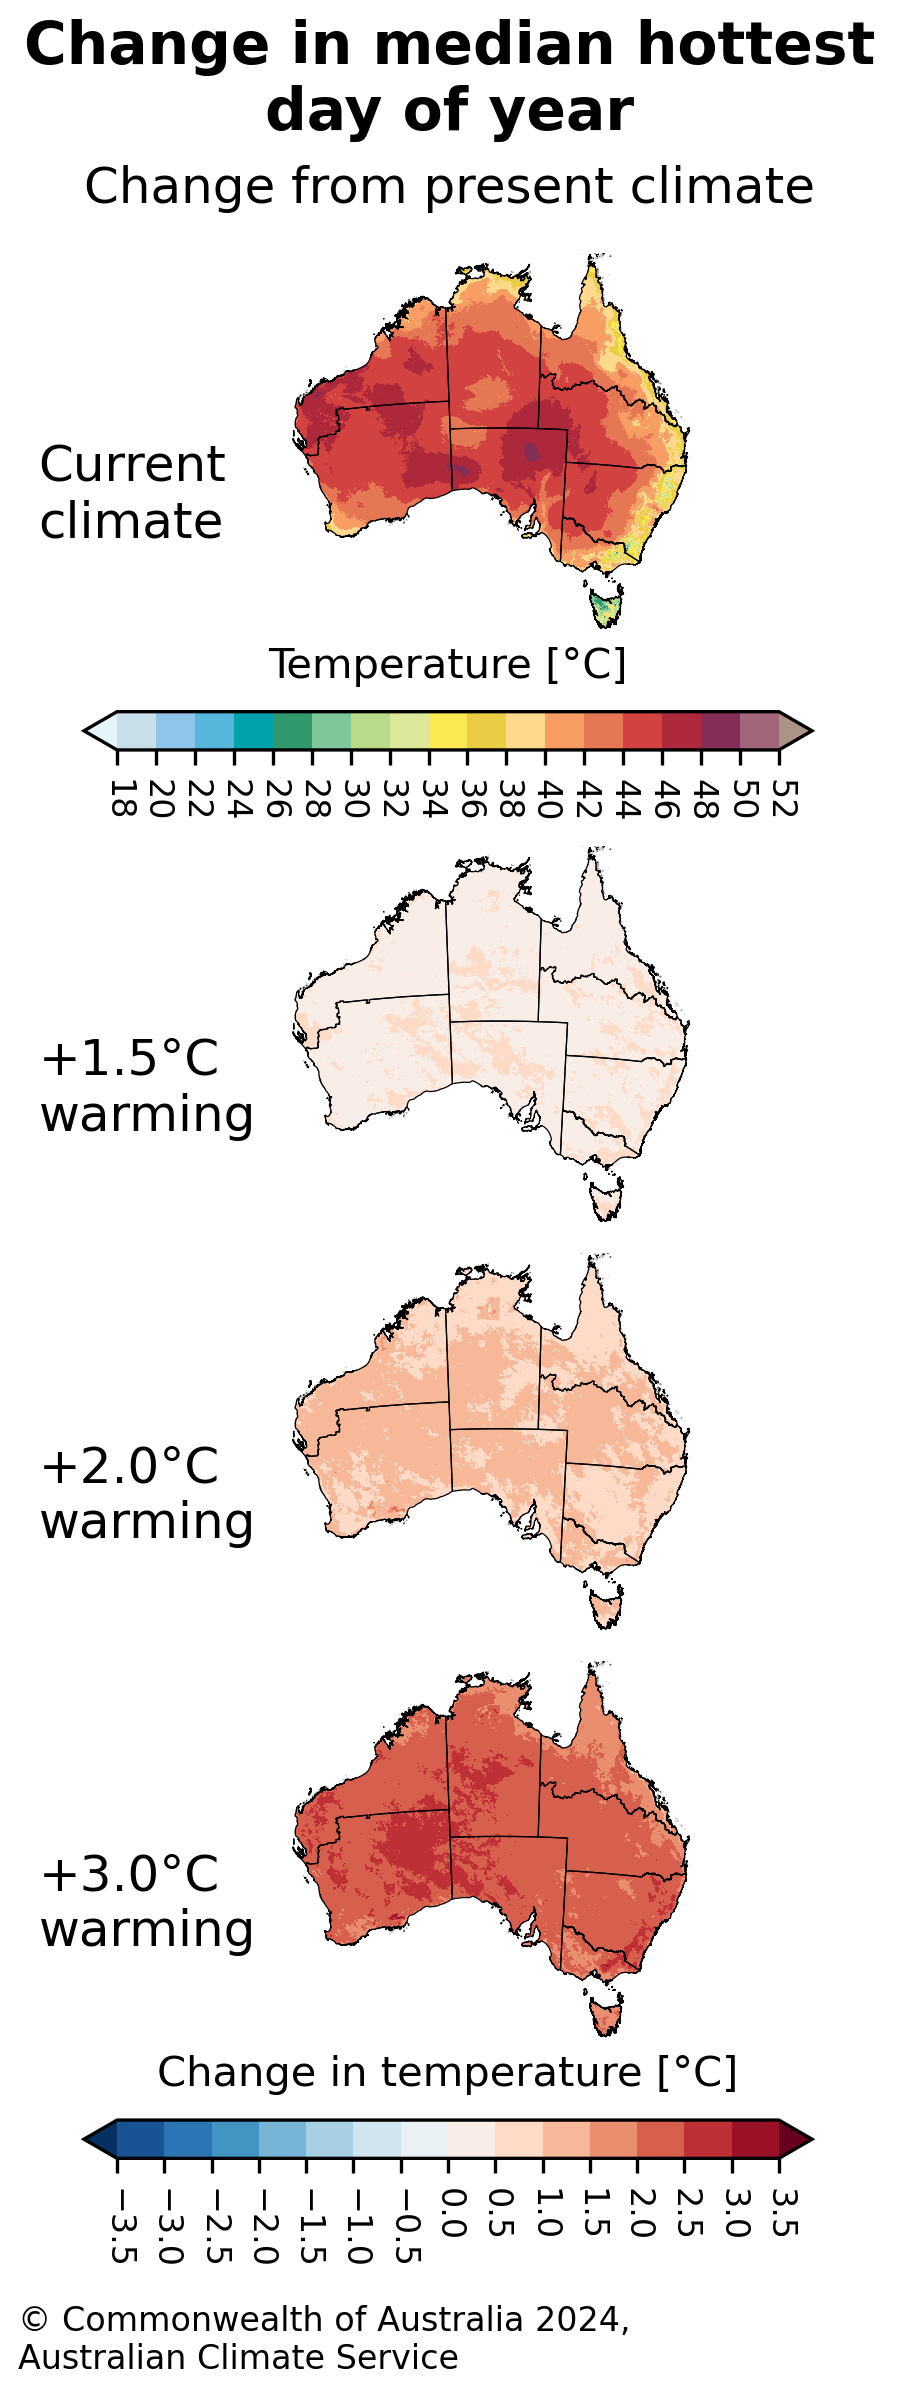 Change in median hottest
day of year
Change from present climate
Current
climate
Temperature [°C]
18 20 22 24 26 28 30 32 34 36 38 40 42 44 46 48 50 52
+1.5°C
warming
+2.0°C
warming
+3.0°C
warming
Change in temperature [°C]
−3.5 −3.0 −2.5 −2.0 −1.5 −1.0 −0.5 0.0 0.5 1.0 1.5 2.0 2.5 3.0 3.5
© Commonwealth of Australia 2024,
Australian Climate Service